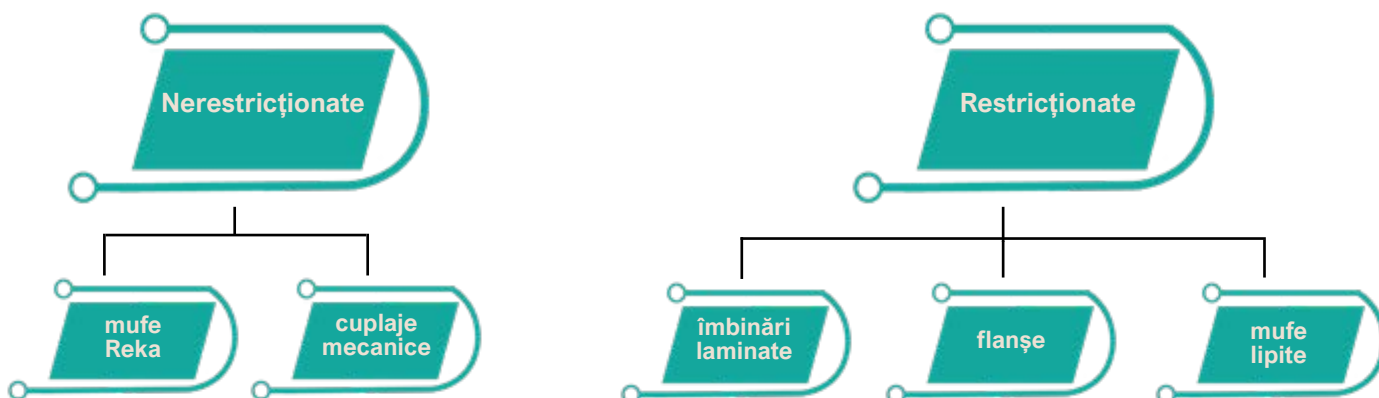 Nerestricționate
Restricționate
mufe
Reka
cuplaje
mecanice
îmbinări
laminate
flanșe
mufe
lipite